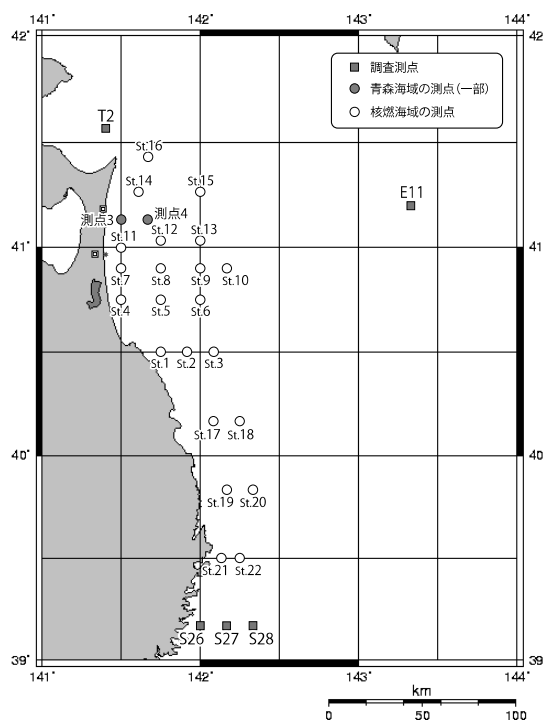 141° 142° 143° 144°
42° 42
調査測点
青森海域の測点(一部)
核燃海域の測点
T2
St.16
St.14 St.15
E11
測点3 測点4
St.12 St.13
St.11
41° 41
St.7 St.8 St.9 St.10
St.4 St.5 St.6
St.1 St.2 St.3
St.17 St.18
40° 40
St.19 St.20
St.21 St.22
S26 S27 S28
39° 39
141° 142° 143° 144°
km
0 50 100